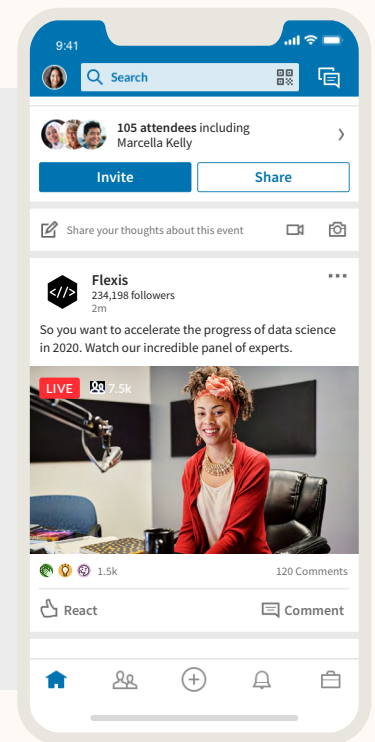 9:41
Search
105 attendees including
Marcella Kelly
Invite
Share
Share your thoughts about this event
</>
Flexis
234,198 followers
2m
So you want to accelerate the progress of data science
in 2020. Watch our incredible panel of experts.
LIVE
7.5k
1.5k
120 Comments
React
Comment